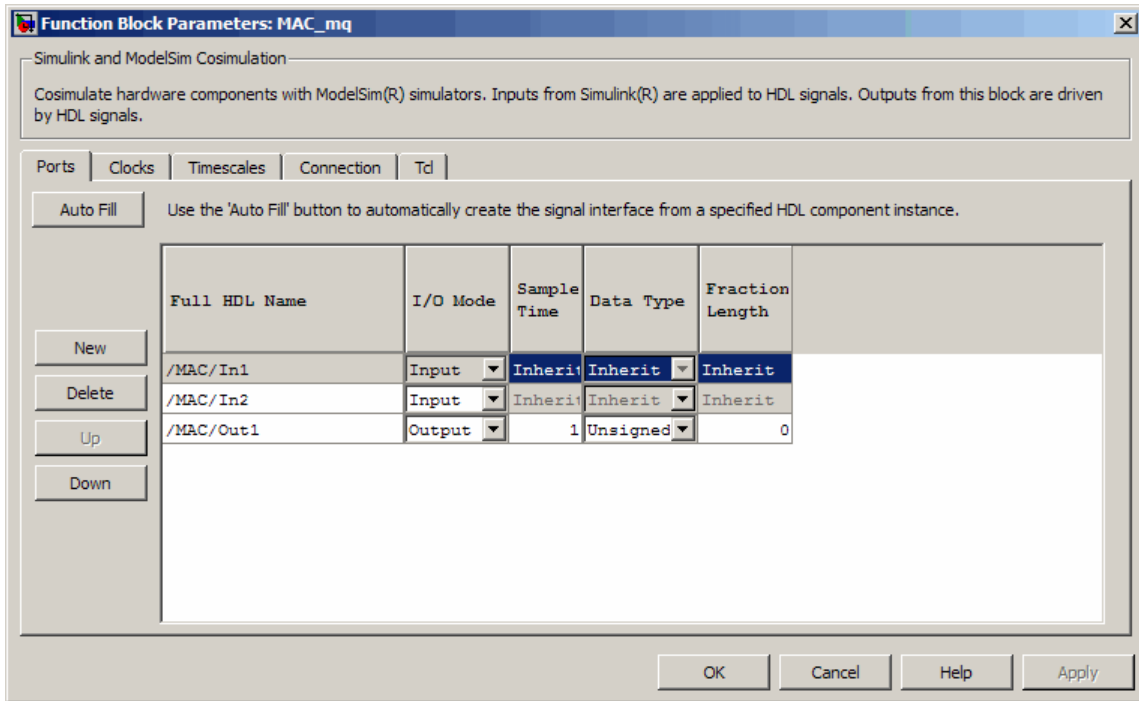 Function Block Parameters: MAC_mq
Simulink and ModelSim Cosimulation
Cosimulate hardware components with ModelSim(R) simulators. Inputs from Simulink(R) are applied to HDL signals. Outputs from this block are driven
by HDL signals.
Ports Clocks Timescales Connection Tcl
Auto Fill Use the 'Auto Fill' button to automatically create the signal interface from a specified HDL component instance.
Full HDL Name I/O Mode Sample Time Data Type Fraction Length
New
/MAC/In1 Input Inherit Inherit Inherit
Delete
/MAC/In2 Input Inherit Inherit Inherit
Up
/MAC/Out1 Output 1 Unsigned 0
Down
OK Cancel Help Apply